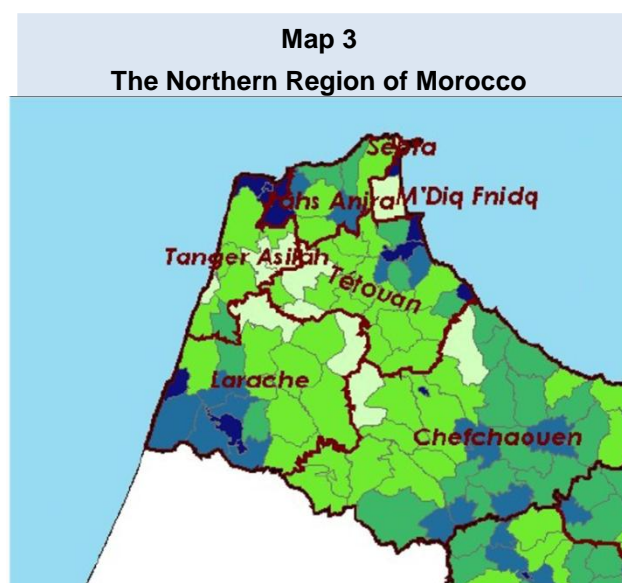 Map 3
The Northern Region of Morocco
Sebta
Fahs Anjra
M'Diq Fnidq
Tanger Asilah
Tétouan
Larache
Chefchaouen